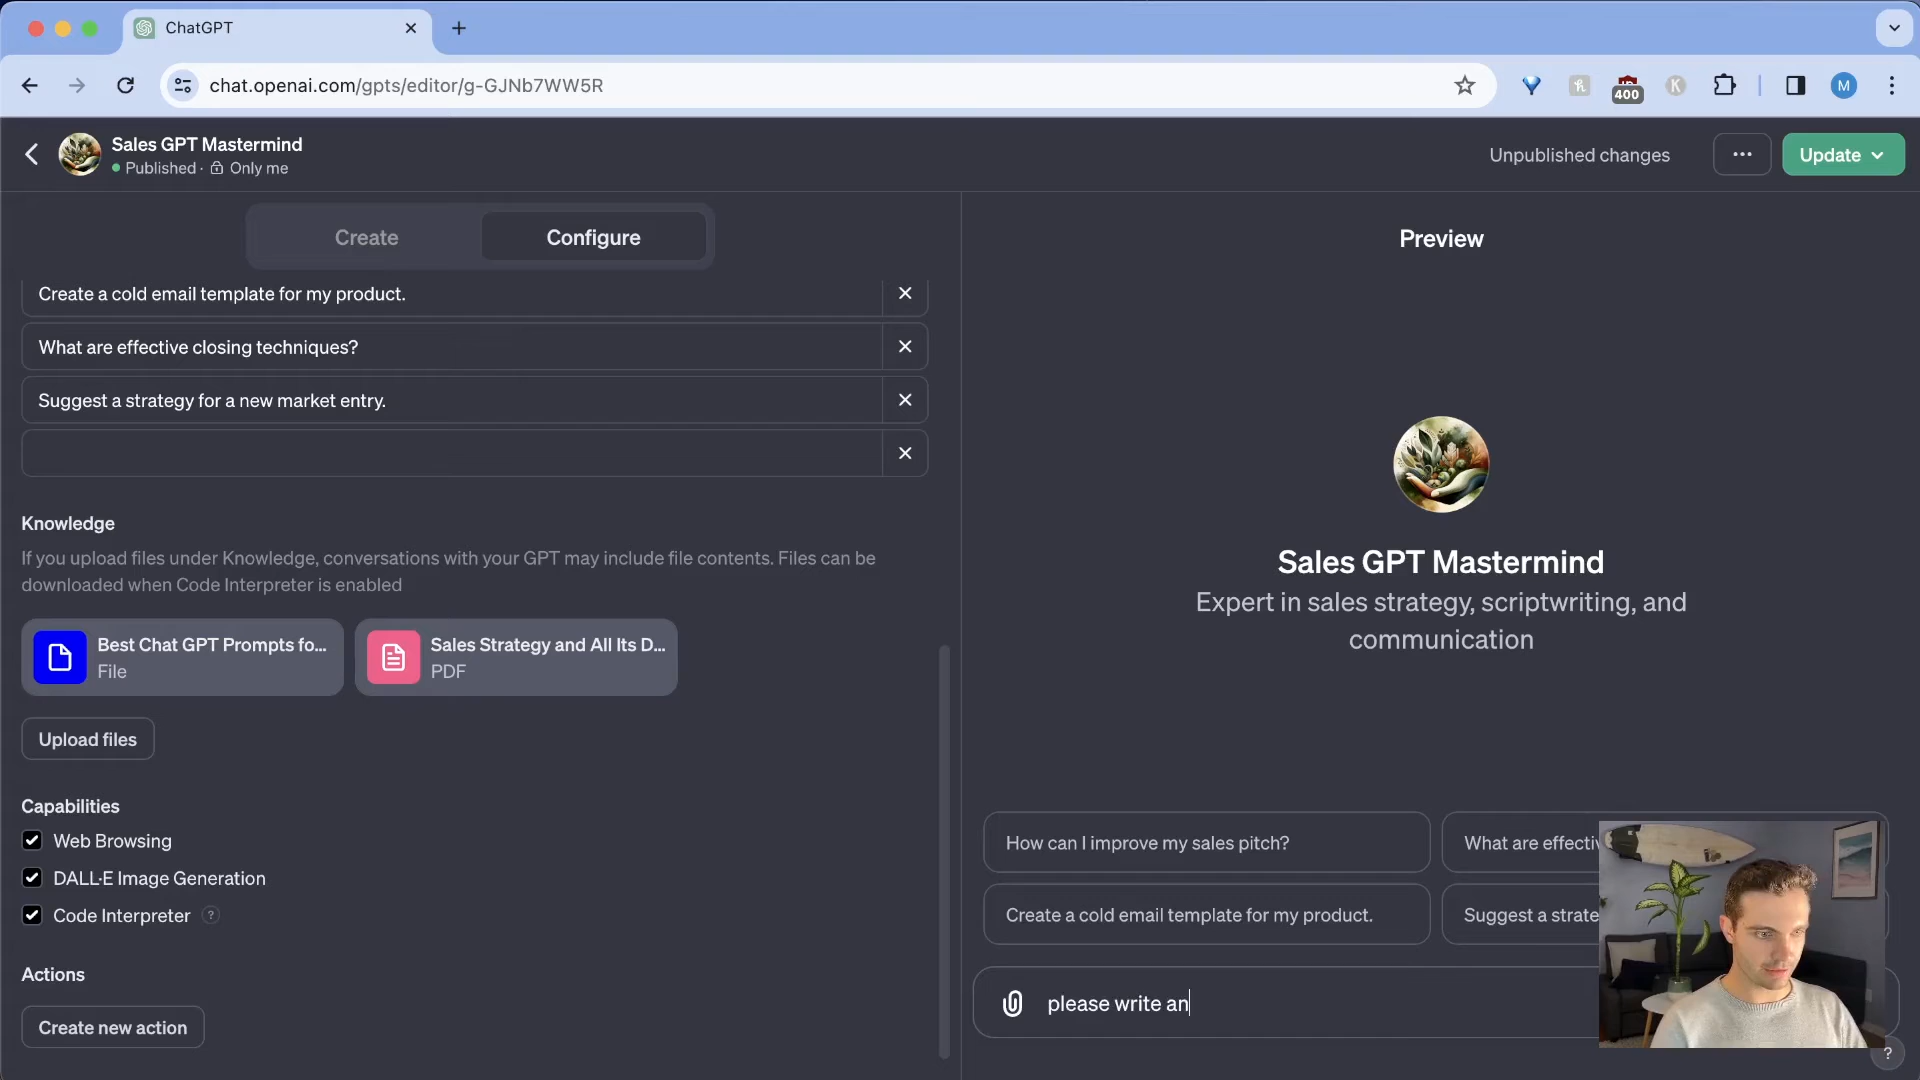 ChatGPT
chat.openai.com/gpts/editor/g-GJNb7WW5R
400
K
M
Sales GPT Mastermind
Published · Only me
Unpublished changes
Update
Create
Configure
Create a cold email template for my product.
What are effective closing techniques?
Suggest a strategy for a new market entry.
Knowledge
If you upload files under Knowledge, conversations with your GPT may include file contents. Files can be
downloaded when Code Interpreter is enabled
Best Chat GPT Prompts fo...
File
Sales Strategy and All Its D...
PDF
Upload files
Capabilities
Web Browsing
DALL·E Image Generation
Code Interpreter ?
Actions
Create new action
Preview
Sales GPT Mastermind
Expert in sales strategy, scriptwriting, and
communication
How can I improve my sales pitch?
What are effecti
Create a cold email template for my product.
Suggest a strate
please write an
?